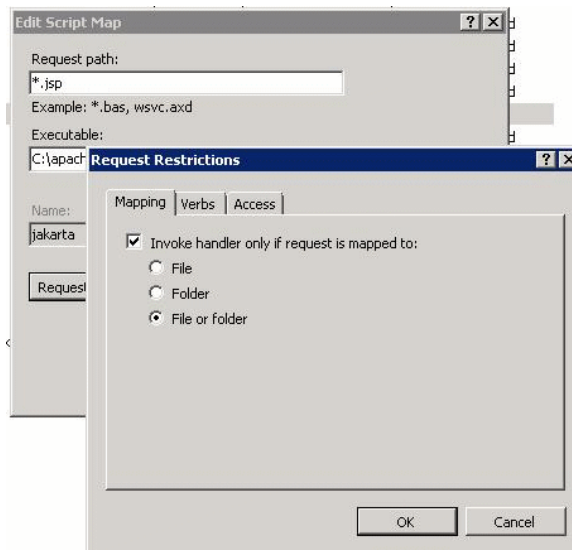 Edit Script Map
Request path:
*.jsp
Example: *.bas, wsvc.axd
Executable:
C:\apach
Request Restrictions
Name:
jakarta
Request
Mapping
Verbs
Access
Invoke handler only if request is mapped to:
File
Folder
File or folder
OK
Cancel